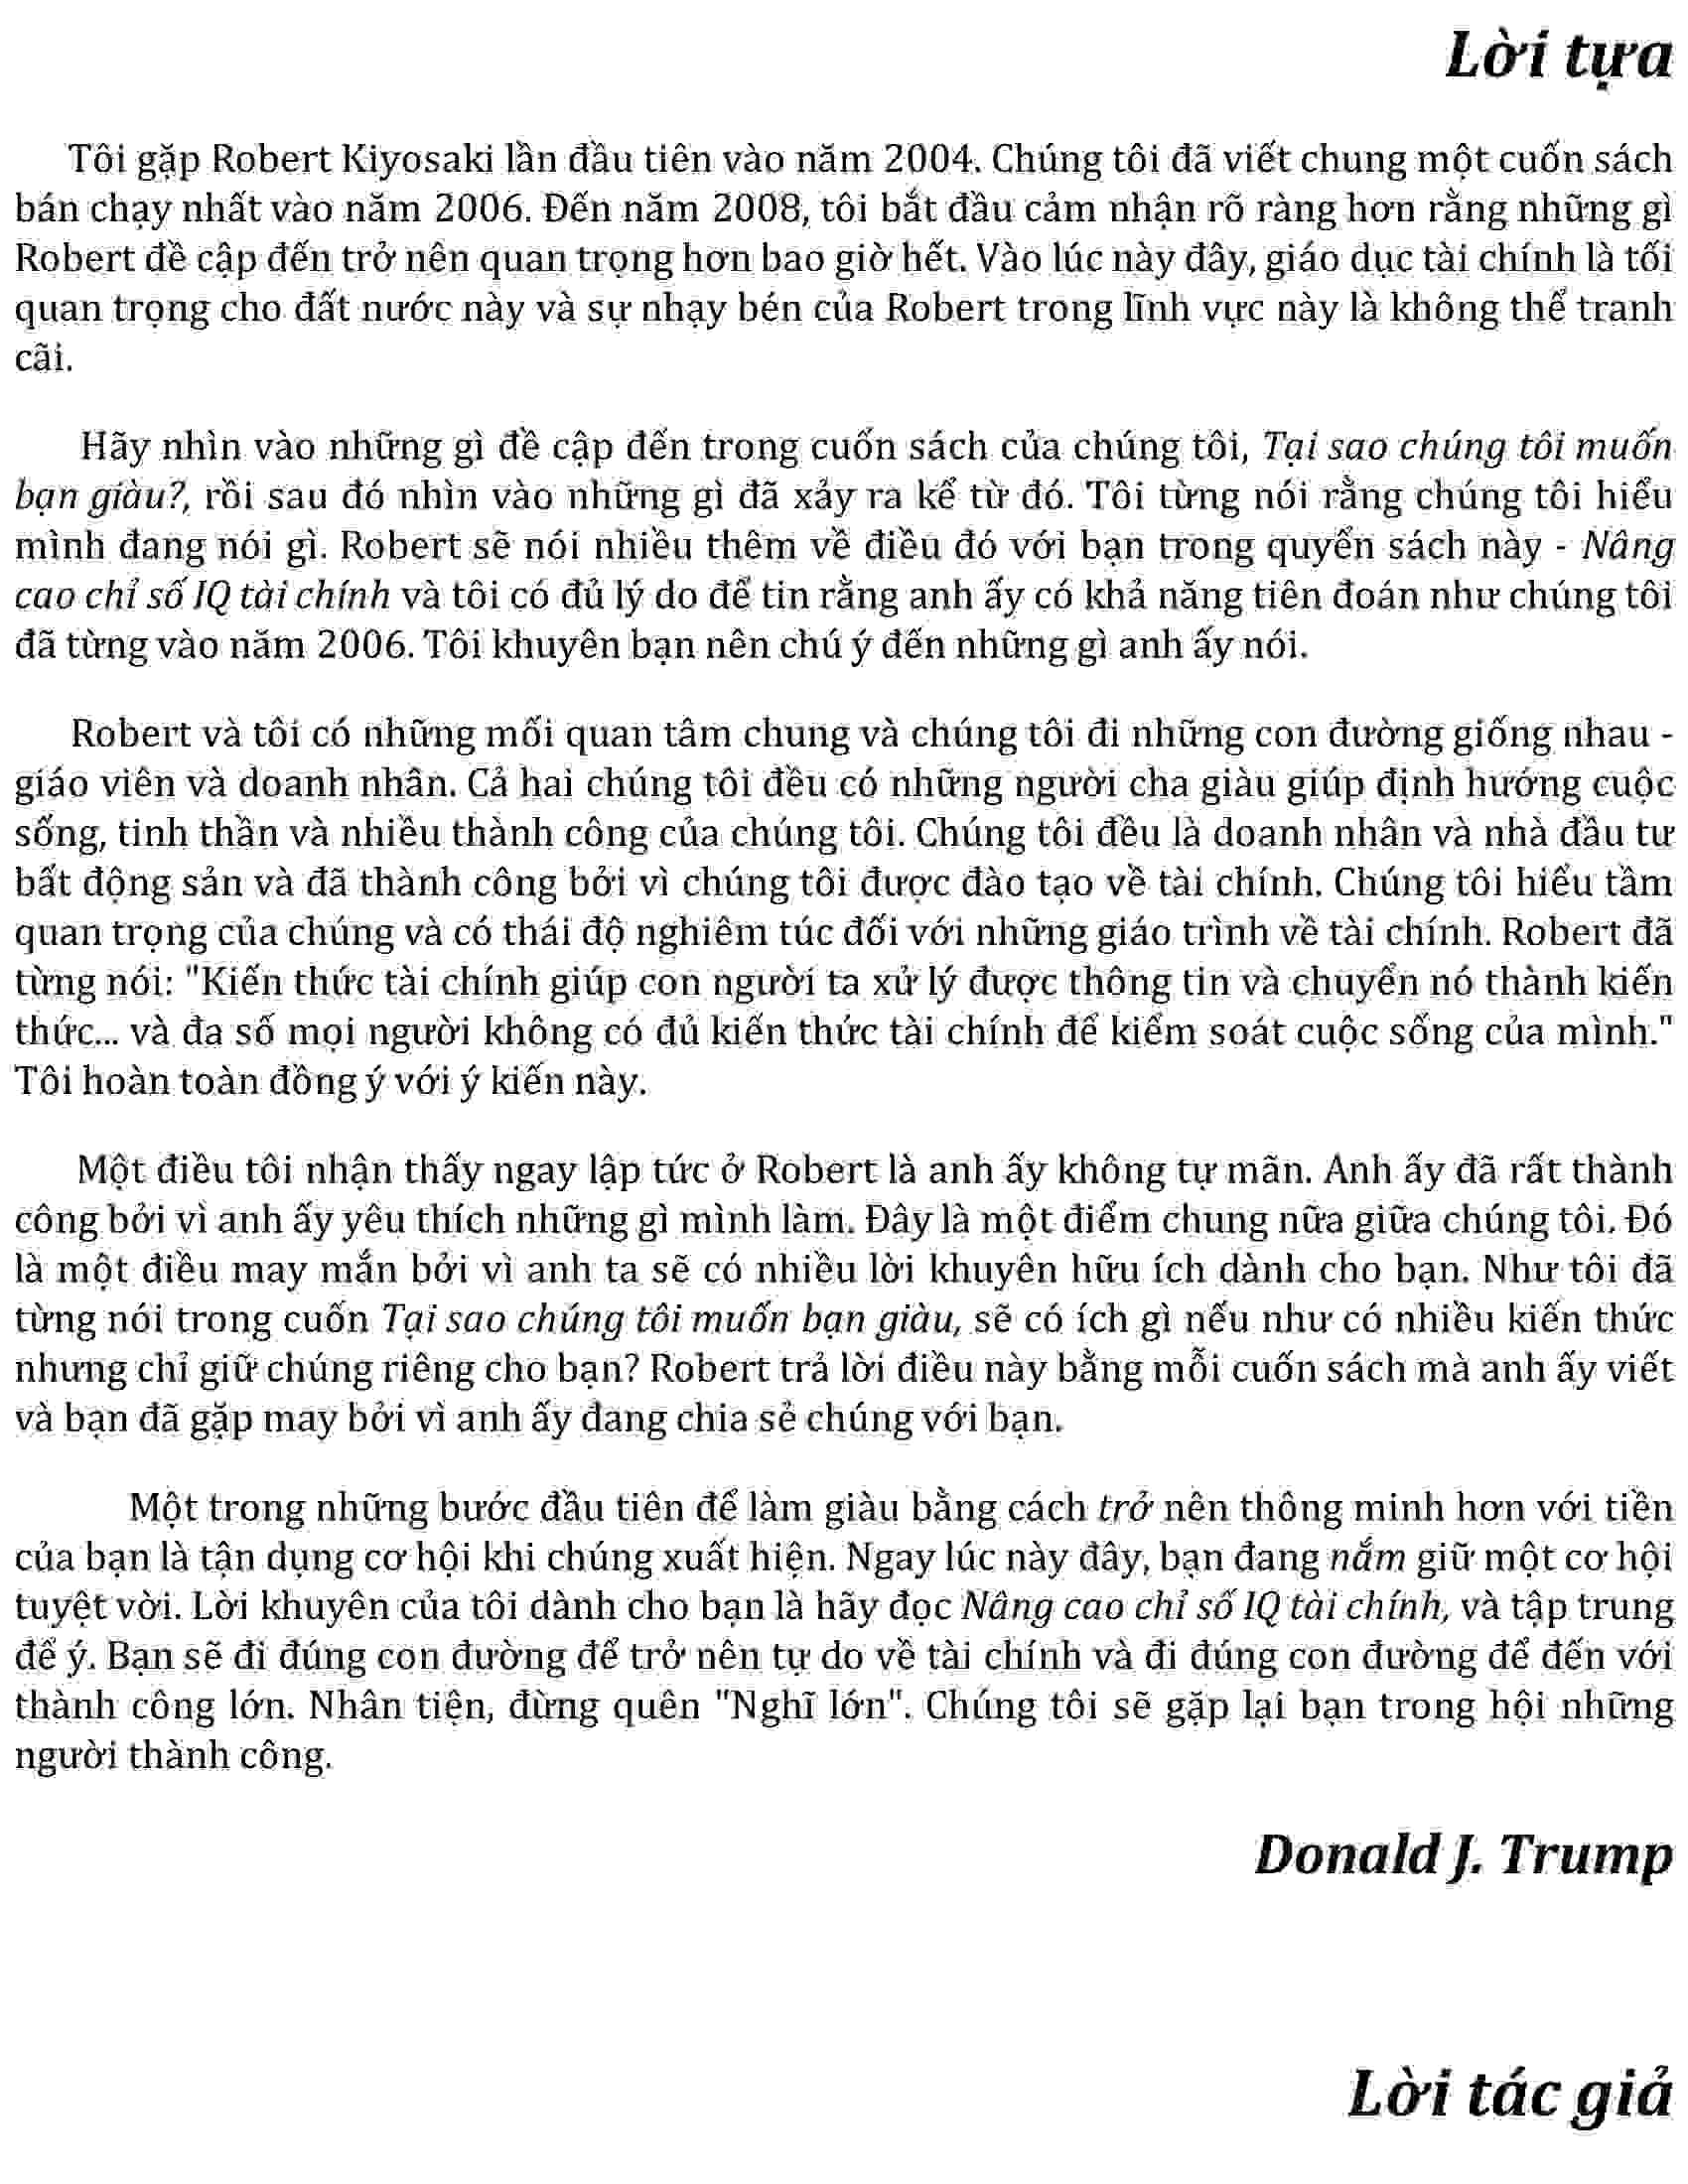 Lời tựa
Tôi gặp Robert Kiyosaki lần đầu tiên vào năm 2004. Chúng tôi đã viết chung một cuốn sách
bán chạy nhất vào năm 2006. Đến năm 2008, tôi bắt đầu cảm nhận rõ ràng hơn rằng những gì
Robert đề cập đến trở nên quan trọng hơn bao giờ hết. Vào lúc này đây, giáo dục tài chính là tối
quan trọng cho đất nước này và sự nhạy bén của Robert trong lĩnh vực này là không thể tranh
cãi.
Hãy nhìn vào những gì đề cập đến trong cuốn sách của chúng tôi, Tại sao chúng tôi muốn
bạn giàu?, rồi sau đó nhìn vào những gì đã xảy ra kể từ đó. Tôi từng nói rằng chúng tôi hiểu
mình đang nói gì. Robert sẽ nói nhiều thêm về điều đó với bạn trong quyển sách này - Nâng
cao chỉ số IQ tài chính và tôi có đủ lý do để tin rằng anh ấy có khả năng tiên đoán như chúng tôi
đã từng vào năm 2006. Tôi khuyên bạn nên chú ý đến những gì anh ấy nói.
Robert và tôi có những mối quan tâm chung và chúng tôi đi những con đường giống nhau -
giáo viên và doanh nhân. Cả hai chúng tôi đều có những người cha giàu giúp định hướng cuộc
sống, tinh thần và nhiều thành công của chúng tôi. Chúng tôi đều là doanh nhân và nhà đầu tư
bất động sản và đã thành công bởi vì chúng tôi được đào tạo về tài chính. Chúng tôi hiểu tầm
quan trọng của chúng và có thái độ nghiêm túc đối với những giáo trình về tài chính. Robert đã
từng nói: "Kiến thức tài chính giúp con người ta xử lý được thông tin và chuyển nó thành kiến
thức... và đa số mọi người không có đủ kiến thức tài chính để kiểm soát cuộc sống của mình."
Tôi hoàn toàn đồng ý với ý kiến này.
Một điều tôi nhận thấy ngay lập tức ở Robert là anh ấy không tự mãn. Anh ấy đã rất thành
công bởi vì anh ấy yêu thích những gì mình làm. Đây là một điểm chung nữa giữa chúng tôi. Đó
là một điều may mắn bởi vì anh ta sẽ có nhiều lời khuyên hữu ích dành cho bạn. Như tôi đã
từng nói trong cuốn Tại sao chúng tôi muốn bạn giàu, sẽ có ích gì nếu như có nhiều kiến thức
nhưng chỉ giữ chúng riêng cho bạn? Robert trả lời điều này bằng mỗi cuốn sách mà anh ấy viết
và bạn đã gặp may bởi vì anh ấy đang chia sẻ chúng với bạn.
Một trong những bước đầu tiên để làm giàu bằng cách trở nên thông minh hơn với tiền
của bạn là tận dụng cơ hội khi chúng xuất hiện. Ngay lúc này đây, bạn đang nắm giữ một cơ hội
tuyệt vời. Lời khuyên của tôi dành cho bạn là hãy đọc Nâng cao chỉ số IQ tài chính, và tập trung
để ý. Bạn sẽ đi đúng con đường để trở nên tự do về tài chính và đi đúng con đường để đến với
thành công lớn. Nhân tiện, đừng quên "Nghĩ lớn". Chúng tôi sẽ gặp lại bạn trong hội những
người thành công.
Donald J. Trump
Lời tác giả